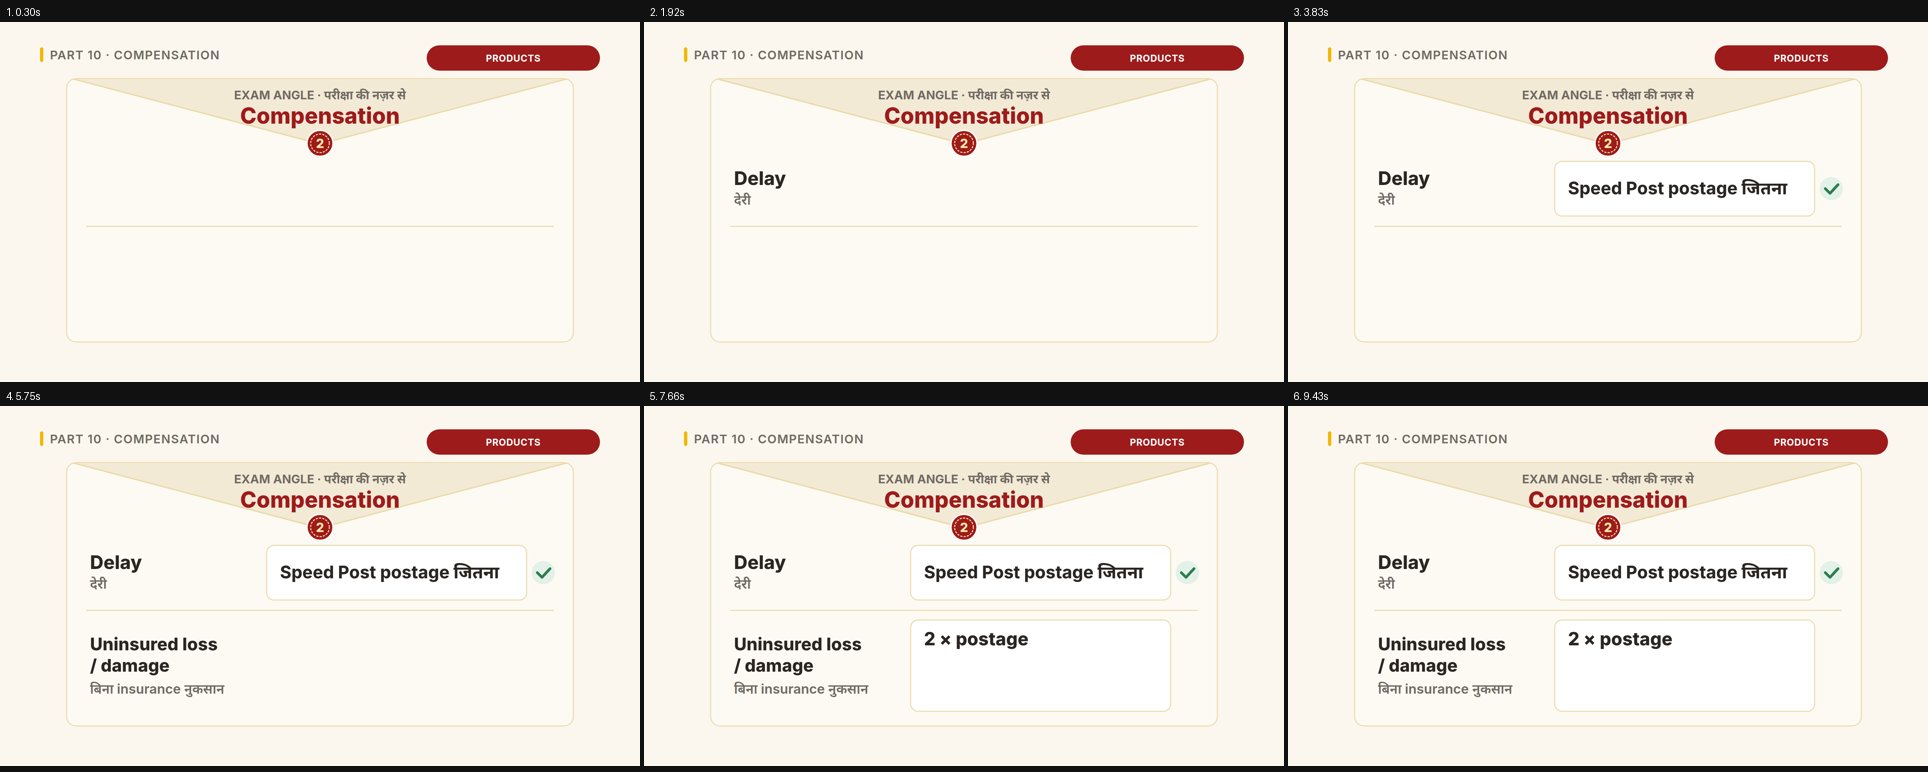 1. 0.30s
PART 10 · COMPENSATION
PRODUCTS
EXAM ANGLE · परीक्षा की नज़र से
Compensation
2
2. 1.92s
PART 10 · COMPENSATION
PRODUCTS
EXAM ANGLE · परीक्षा की नज़र से
Compensation
2
Delay
देरी
3. 3.83s
PART 10 · COMPENSATION
PRODUCTS
EXAM ANGLE · परीक्षा की नज़र से
Compensation
2
Delay
देरी
Speed Post postage जितना
4. 5.75s
PART 10 · COMPENSATION
PRODUCTS
EXAM ANGLE · परीक्षा की नज़र से
Compensation
2
Delay
देरी
Speed Post postage जितना
Uninsured loss
/ damage
बिना insurance नुकसान
5. 7.66s
PART 10 · COMPENSATION
PRODUCTS
EXAM ANGLE · परीक्षा की नज़र से
Compensation
2
Delay
देरी
Speed Post postage जितना
Uninsured loss
/ damage
बिना insurance नुकसान
2 × postage
6. 9.43s
PART 10 · COMPENSATION
PRODUCTS
EXAM ANGLE · परीक्षा की नज़र से
Compensation
2
Delay
देरी
Speed Post postage जितना
Uninsured loss
/ damage
बिना insurance नुकसान
2 × postage